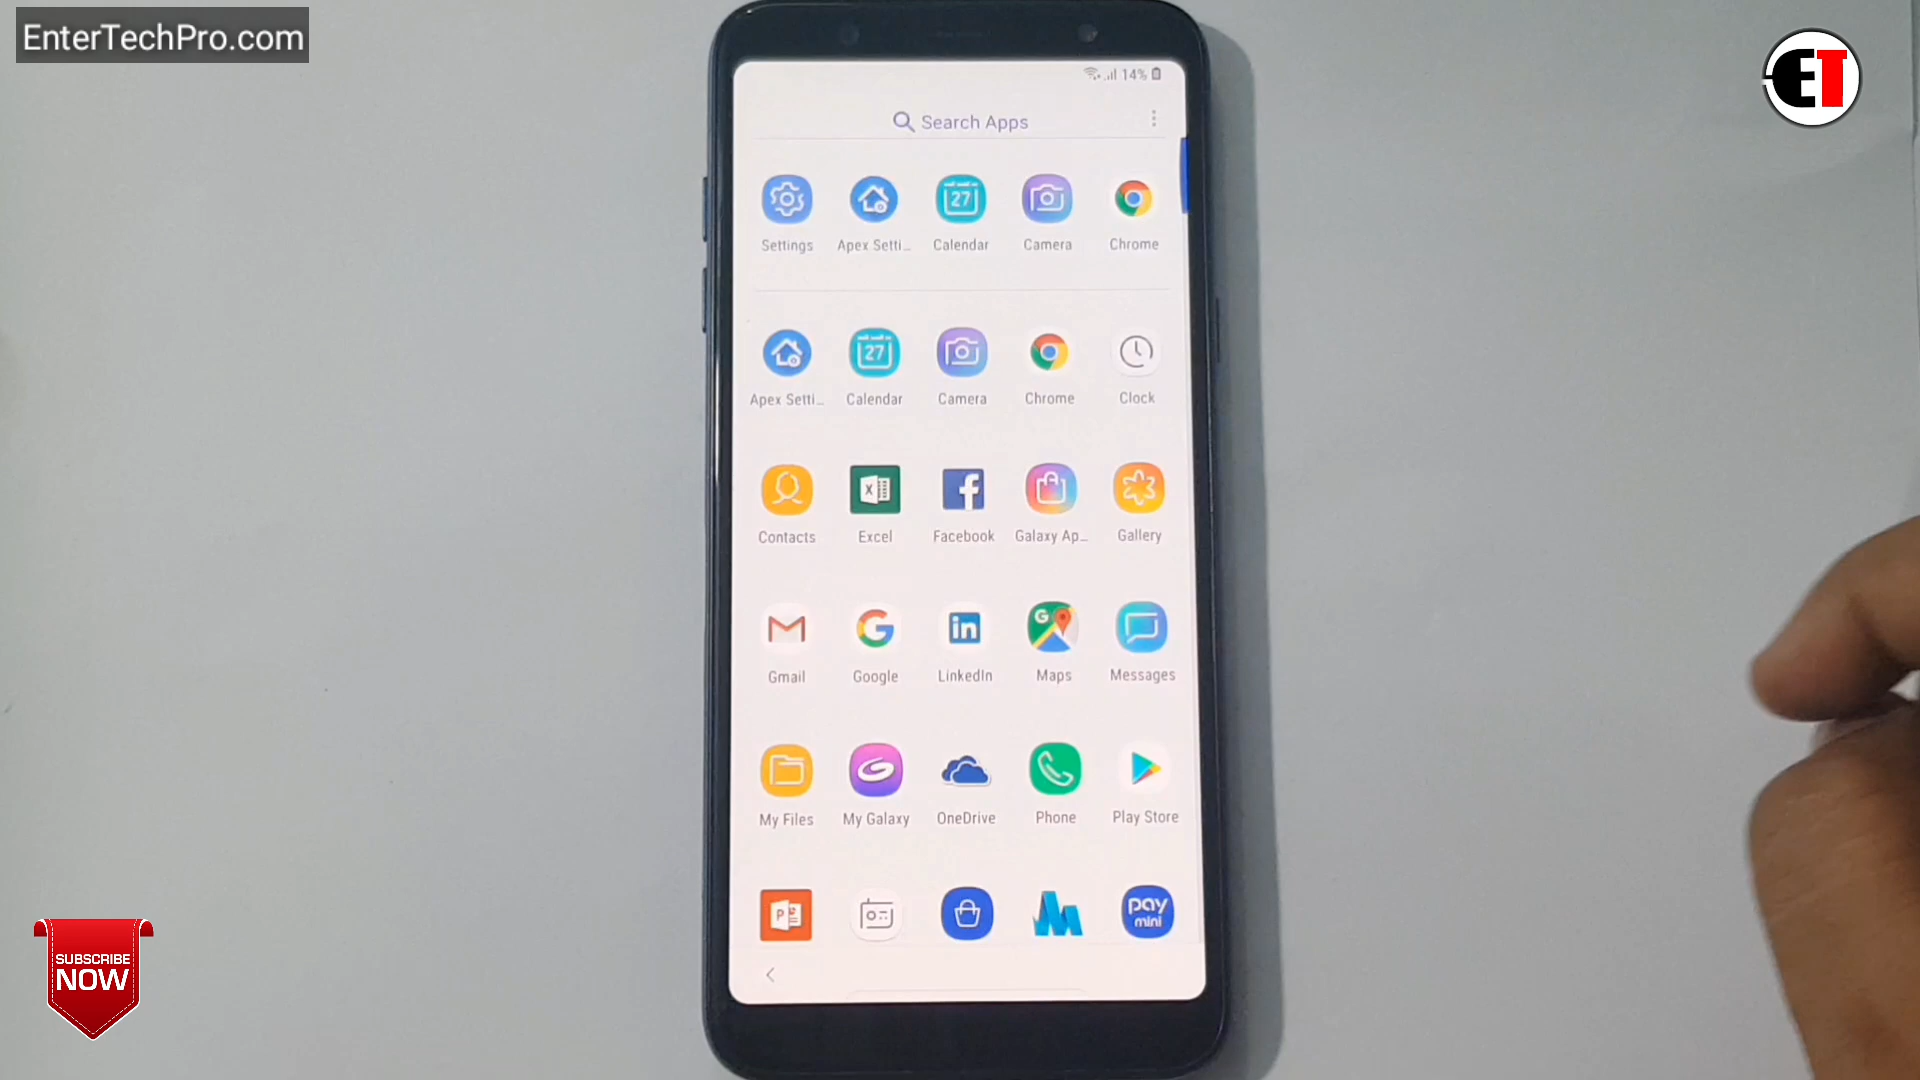 EnterTechPro.com
ET
14%
Search Apps
Settings
Apex Setti...
Calendar
27
Camera
Chrome
Apex Setti...
Calendar
27
Camera
Chrome
Clock
Contacts
Excel
Facebook
Galaxy Ap...
Gallery
Gmail
Google
LinkedIn
Maps
Messages
My Files
My Galaxy
OneDrive
Phone
Play Store
pay
mini
SUBSCRIBE
NOW